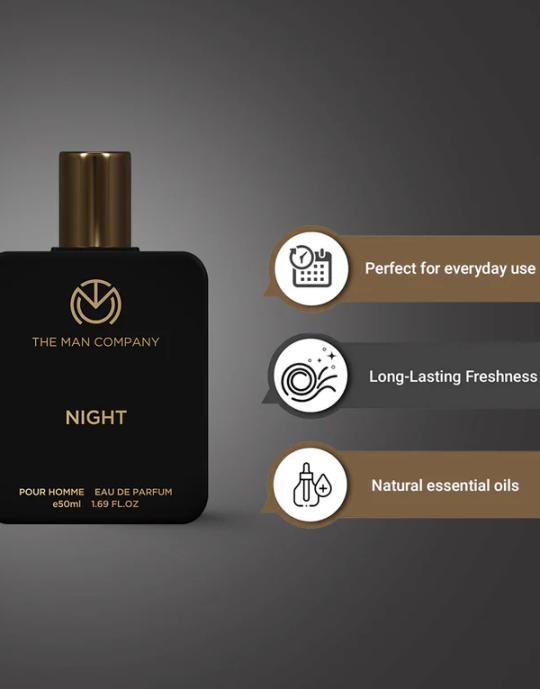 THE MAN COMPANY
NIGHT
POUR HOMME EAU DE PARFUM
e50ml 1.69 FL.OZ
Perfect for everyday use
Long-Lasting Freshness
Natural essential oils